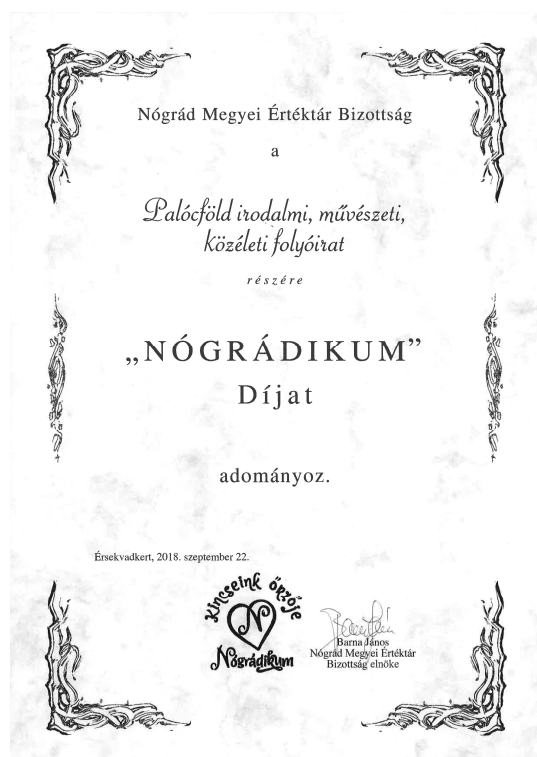 Nógrád Megyei Értéktár Bizottság
a
Palócföld irodalmi, művészeti,
közéleti folyóirat
részére
„NÓGRÁDIKUM”
Díjat
adományoz.
Érsekvadkert, 2018. szeptember 22.
Kincseink őrzője
N
Nógrádikum
Barna János
Nógrád Megyei Értéktár
Bizottság elnöke